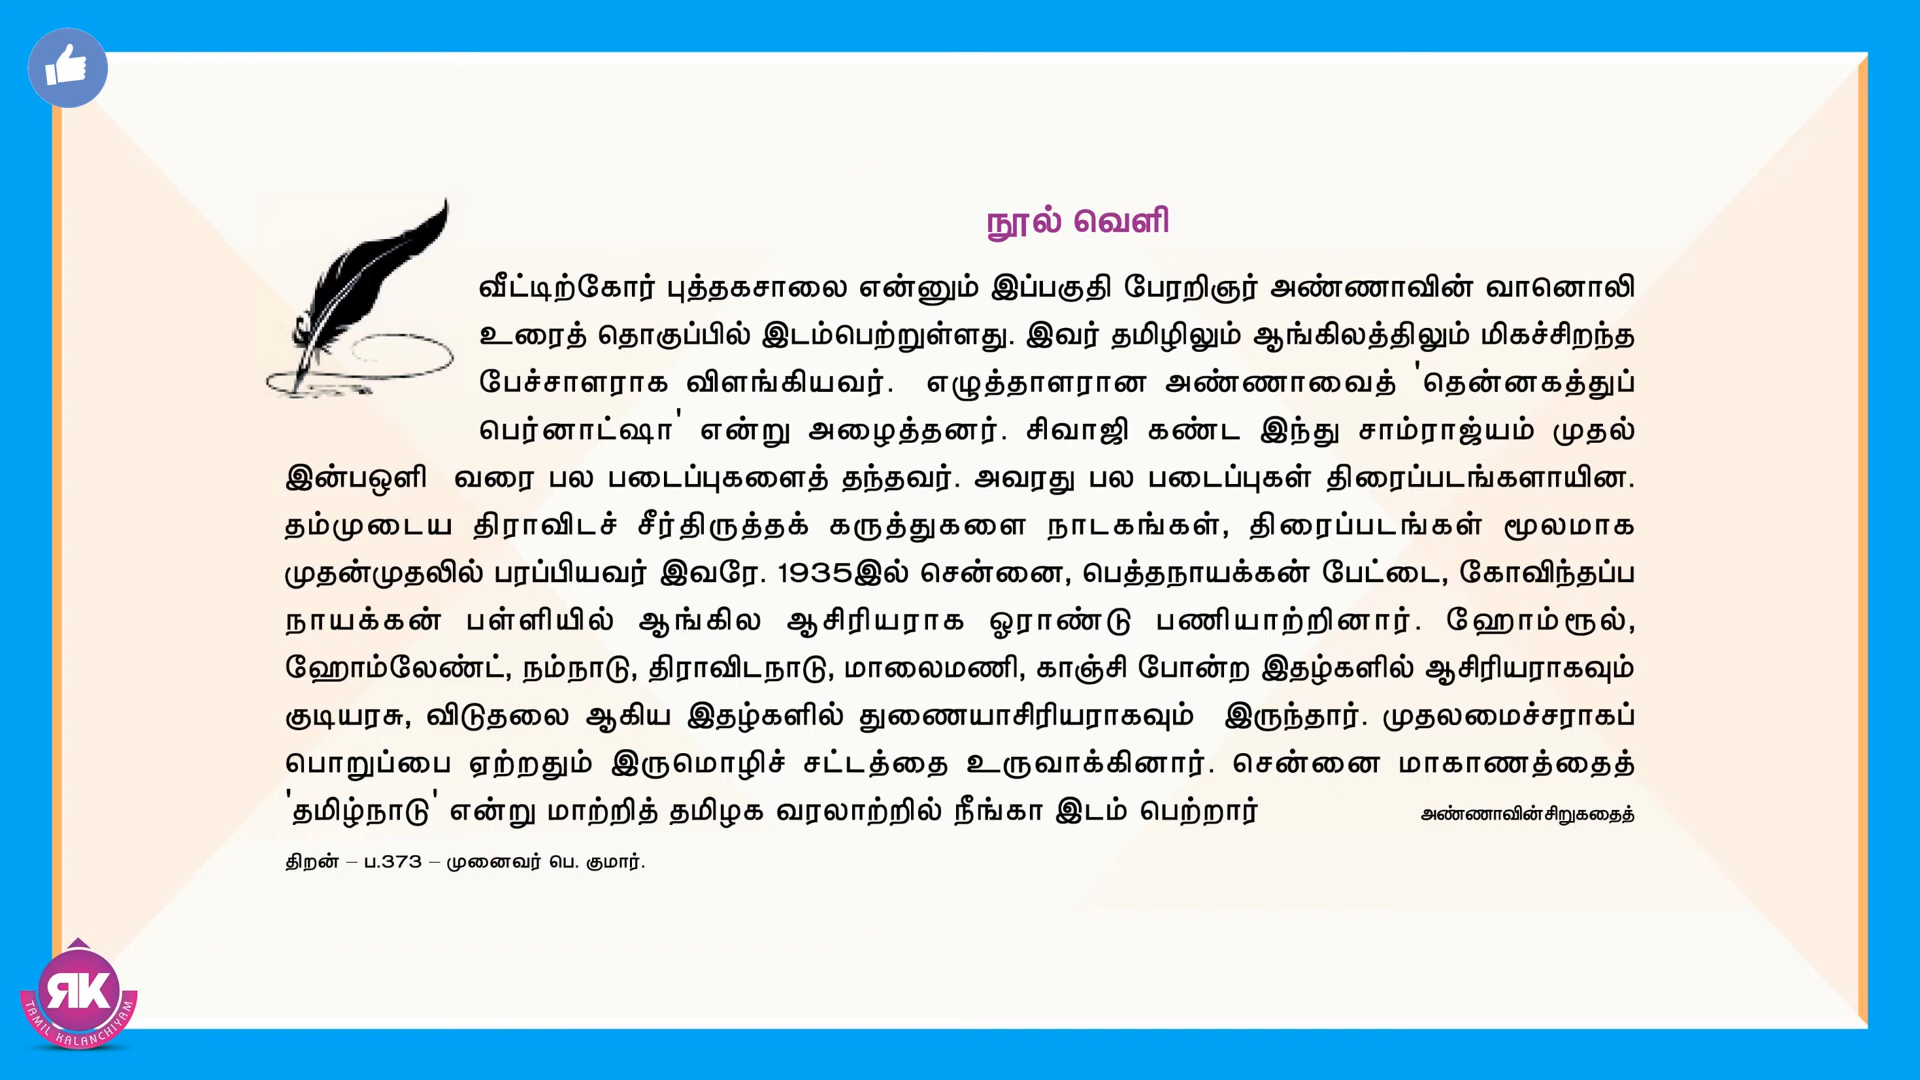 நூல் வெளி
வீட்டிற்கோர் புத்தகசாலை என்னும் இப்பகுதி பேரறிஞர் அண்ணாவின் வானொலி
உரைத் தொகுப்பில் இடம்பெற்றுள்ளது. இவர் தமிழிலும் ஆங்கிலத்திலும் மிகச்சிறந்த
பேச்சாளராக விளங்கியவர். எழுத்தாளரான அண்ணாவைத் 'தென்னகத்துப்
பெர்னாட்ஷா' என்று அழைத்தனர். சிவாஜி கண்ட இந்து சாம்ராஜ்யம் முதல்
இன்பஒளி வரை பல படைப்புகளைத் தந்தவர். அவரது பல படைப்புகள் திரைப்படங்களாயின.
தம்முடைய திராவிடச் சீர்திருத்தக் கருத்துகளை நாடகங்கள், திரைப்படங்கள் மூலமாக
முதன்முதலில் பரப்பியவர் இவரே. 1935இல் சென்னை, பெத்தநாயக்கன் பேட்டை, கோவிந்தப்ப
நாயக்கன் பள்ளியில் ஆங்கில ஆசிரியராக ஓராண்டு பணியாற்றினார். ஹோம்ரூல்,
ஹோம்லேண்ட், நம்நாடு, திராவிடநாடு, மாலைமணி, காஞ்சி போன்ற இதழ்களில் ஆசிரியராகவும்
குடியரசு, விடுதலை ஆகிய இதழ்களில் துணையாசிரியராகவும் இருந்தார். முதலமைச்சராகப்
பொறுப்பை ஏற்றதும் இருமொழிச் சட்டத்தை உருவாக்கினார். சென்னை மாகாணத்தைத்
'தமிழ்நாடு' என்று மாற்றித் தமிழக வரலாற்றில் நீங்கா இடம் பெற்றார் அண்ணாவின்சிறுகதைத்
திறன் – ப.373 – முனைவர் பெ. குமார்.
RK
TAMIL KALANCHIYAM